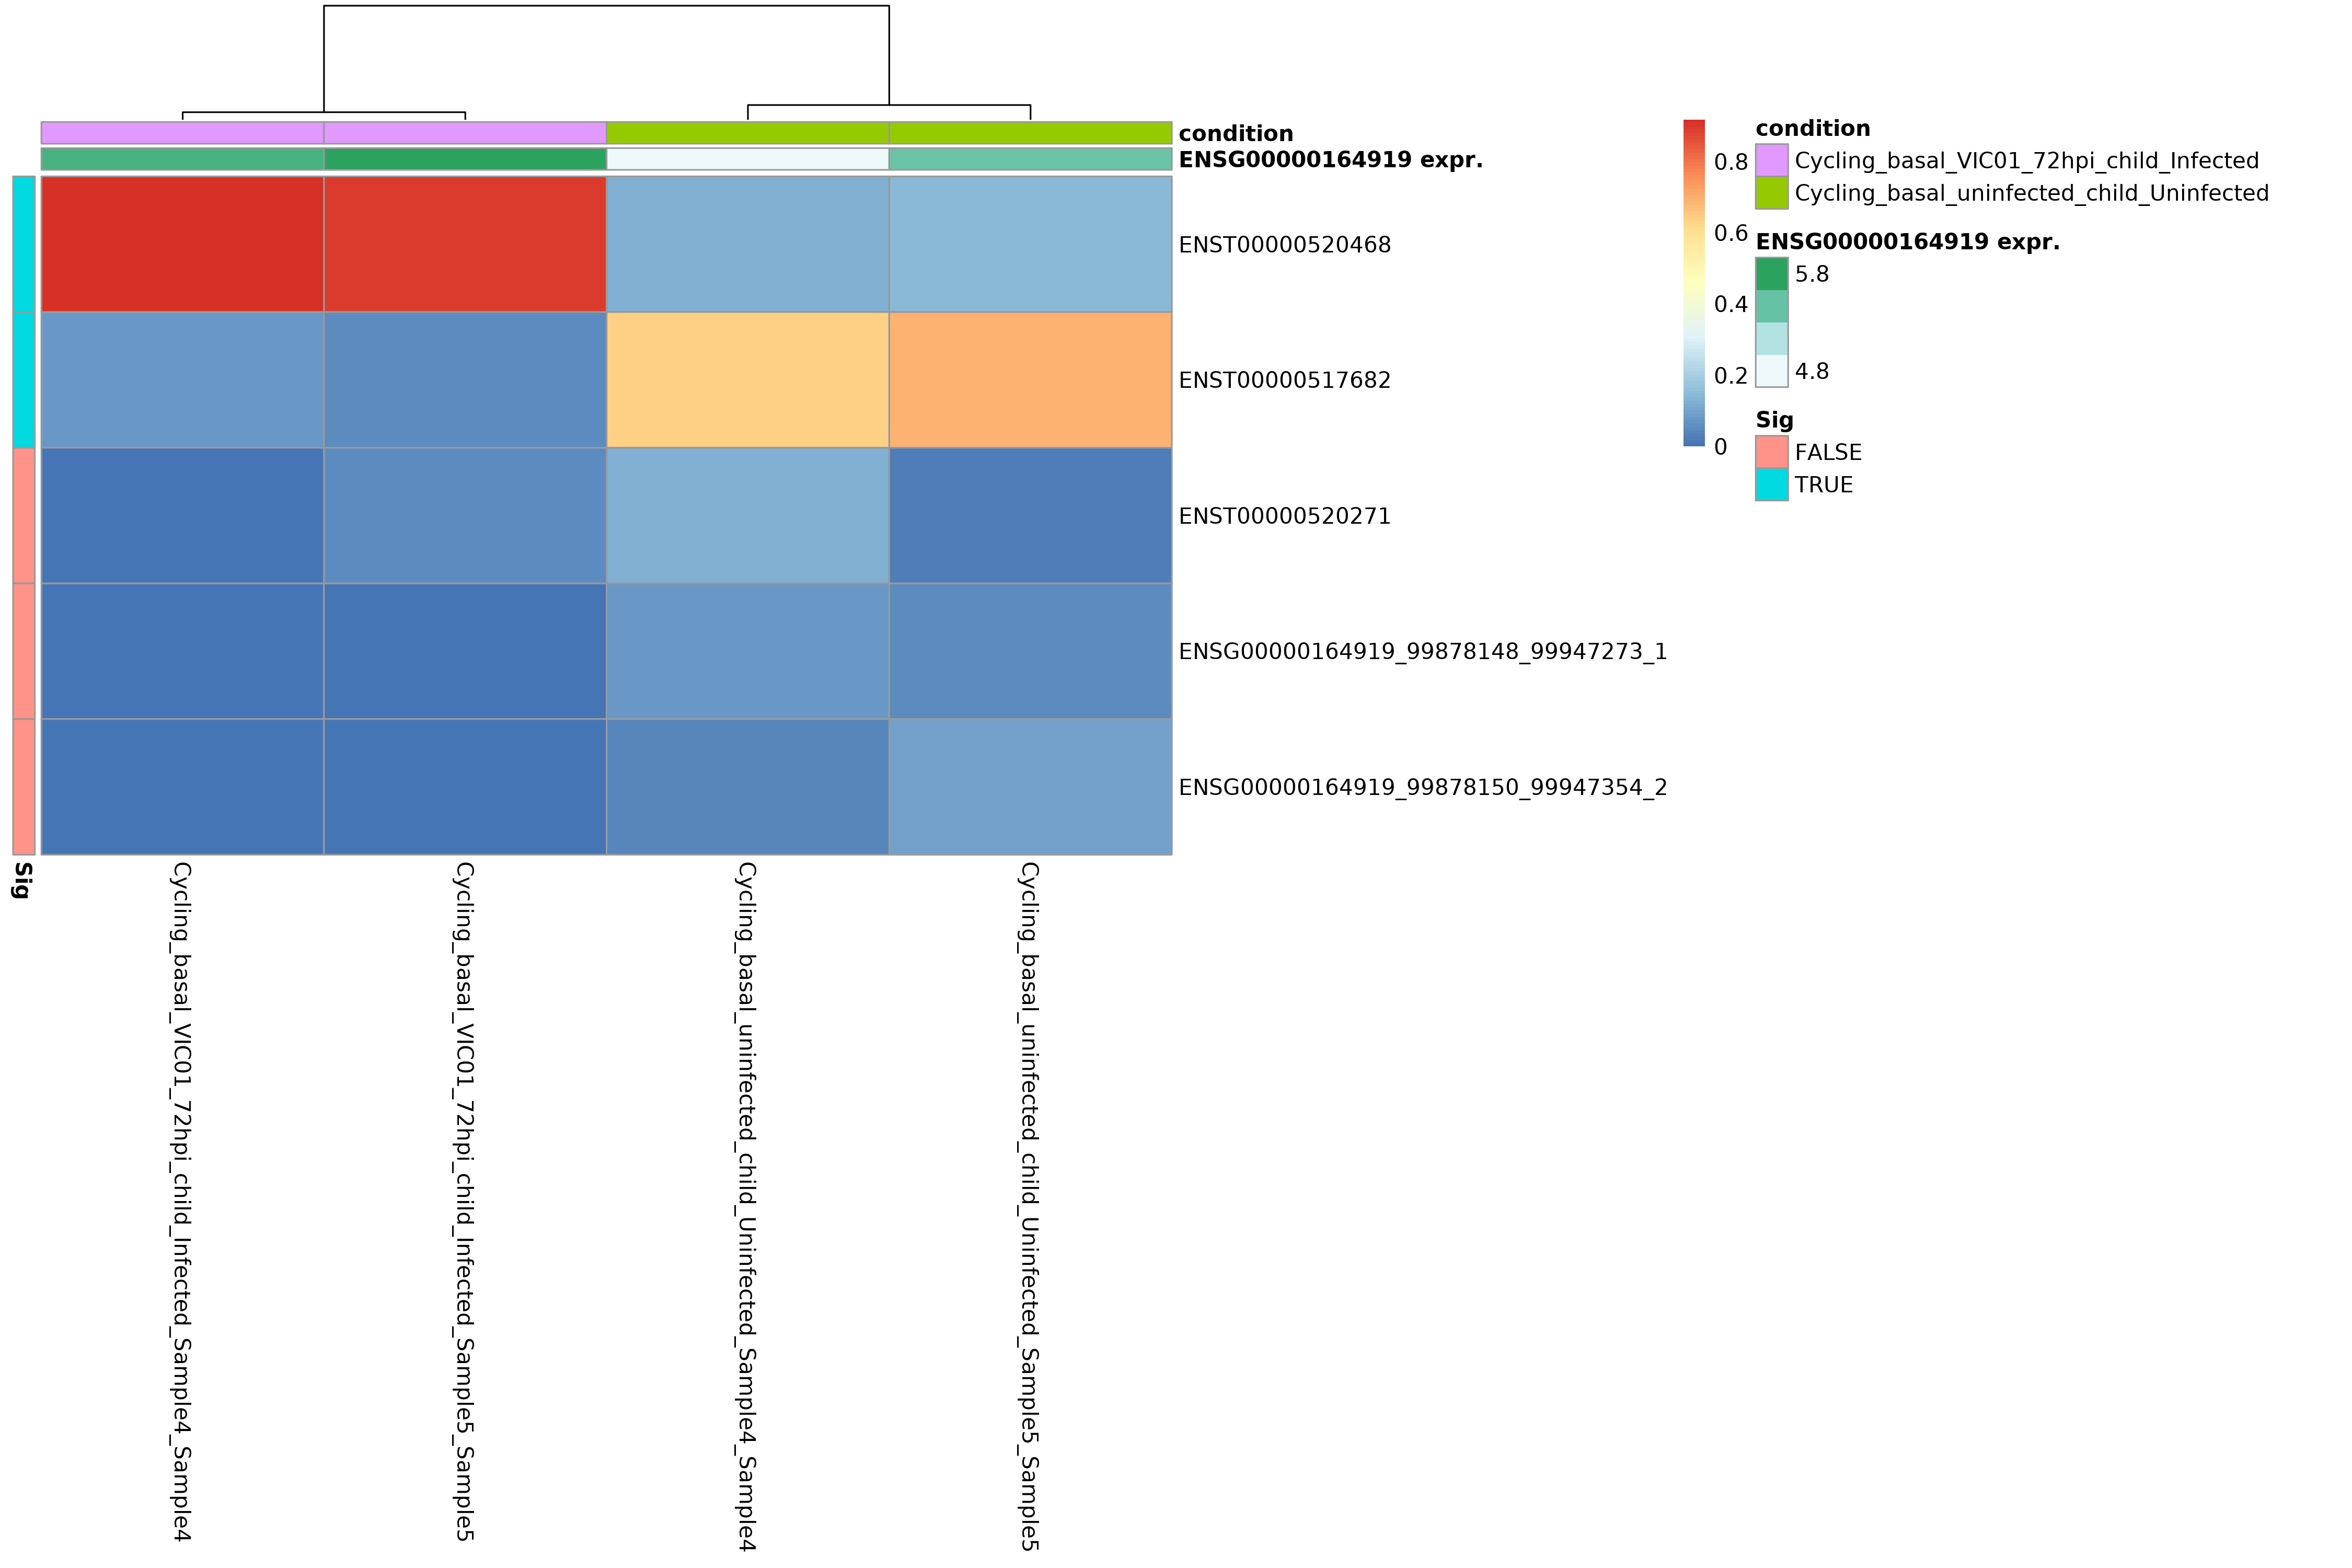 condition
ENSG00000164919 expr.
ENST00000520468
ENST00000517682
ENST00000520271
ENSG00000164919_99878148_99947273_1
ENSG00000164919_99878150_99947354_2
Sig
Cycling_basal_VIC01_72hpi_child_Infected_Sample4_Sample4
Cycling_basal_VIC01_72hpi_child_Infected_Sample5_Sample5
Cycling_basal_uninfected_child_Uninfected_Sample4_Sample4
Cycling_basal_uninfected_child_Uninfected_Sample5_Sample5
0.8
0.6
0.4
0.2
0
condition
Cycling_basal_VIC01_72hpi_child_Infected
Cycling_basal_uninfected_child_Uninfected
ENSG00000164919 expr.
5.8
4.8
Sig
FALSE
TRUE